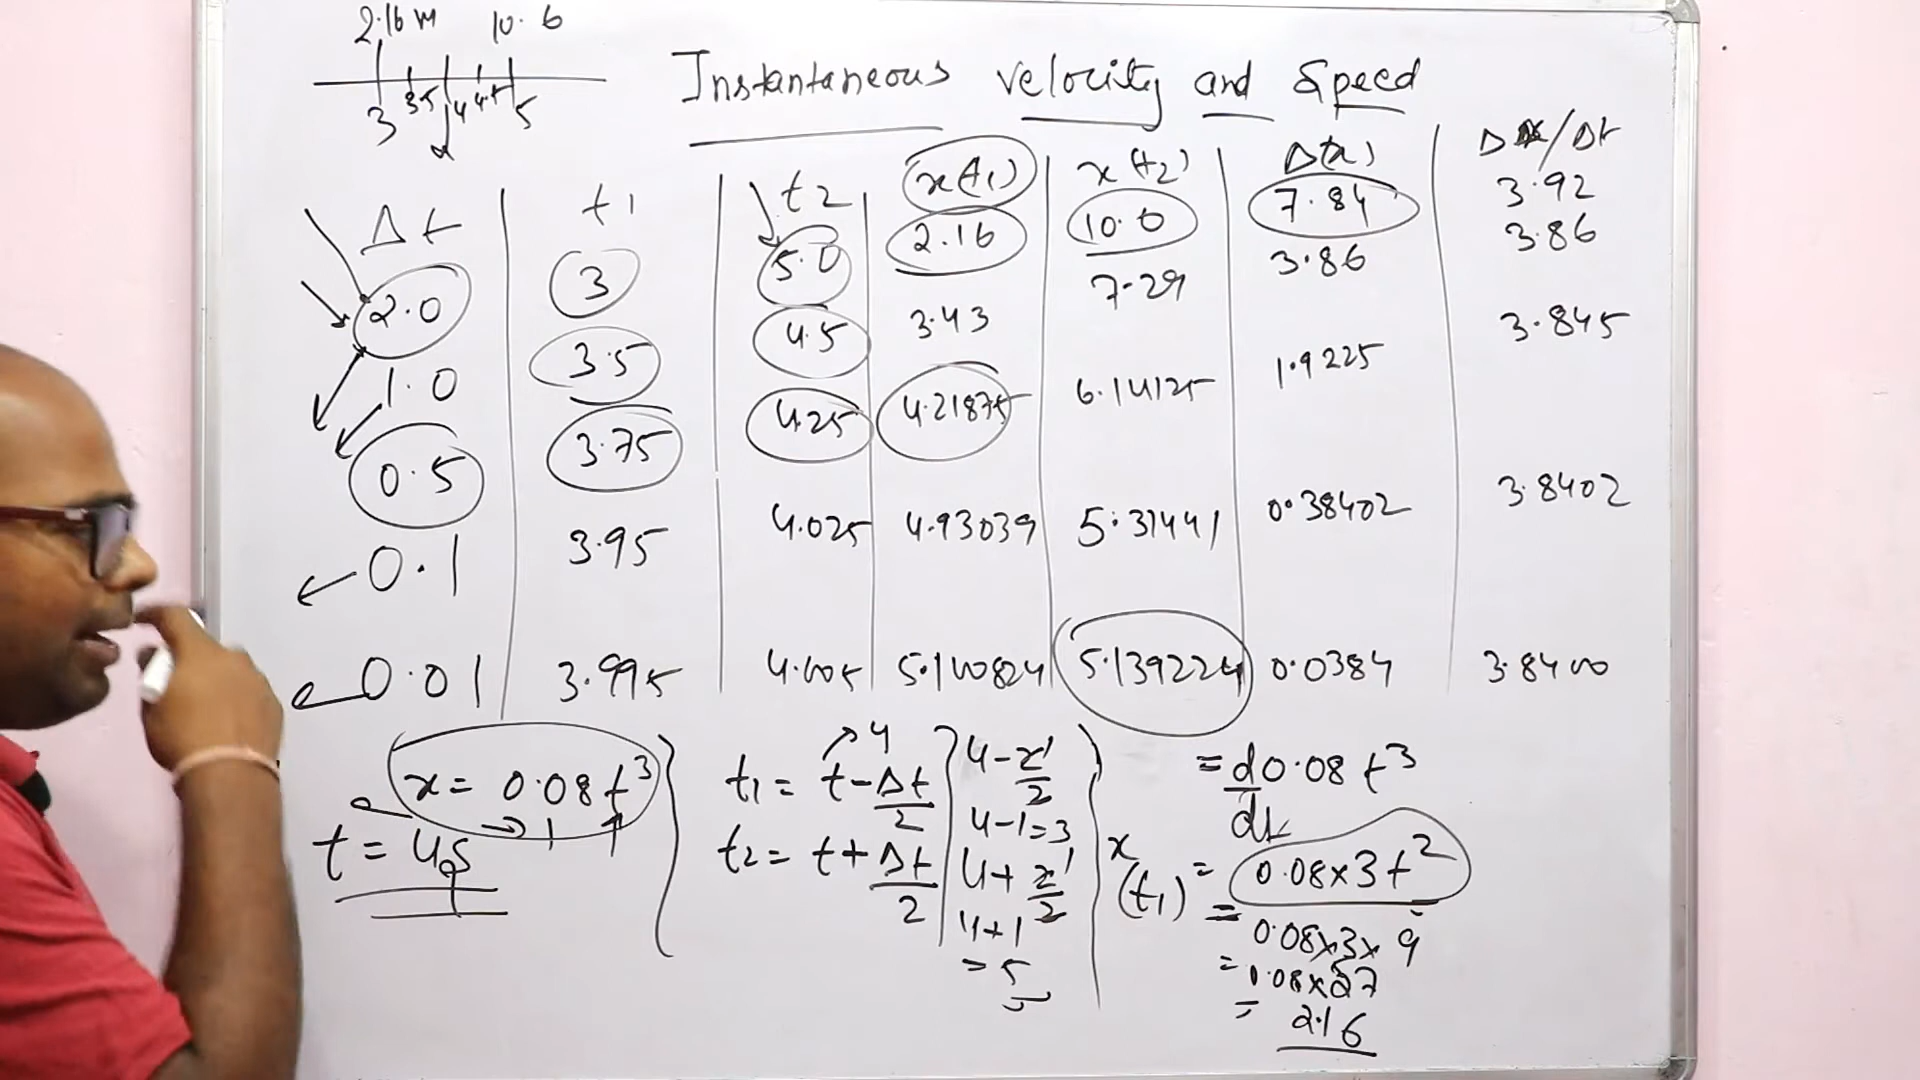 2.16 m 10.6
3 3.5 4 4.5 5
Instantaneous velocity and Speed
Δt t1 t2 x(t1) x(t2) Δ(x) Δx/Δt
2.0 3 5.0 2.16 10.0 7.84 3.92
1.0 3.5 4.5 3.43 7.29 3.86 3.86
0.5 3.75 4.25 4.21875 6.14125 1.9225 3.845
0.1 3.95 4.025 4.93039 5.31441 0.38402 3.8402
0.01 3.995 4.005 5.100824 5.139224 0.0384 3.8400
x = 0.08 t³
t = 4s
t1 = t - Δt/2
4
t2 = t + Δt/2
4 - 2/2
4-1=3
4 + 2/2
4+1
= 5
= d/dt 0.08 t³
x(t1) = 0.08×3t²
= 0.08×3×9
= 0.08×27
= 2.16